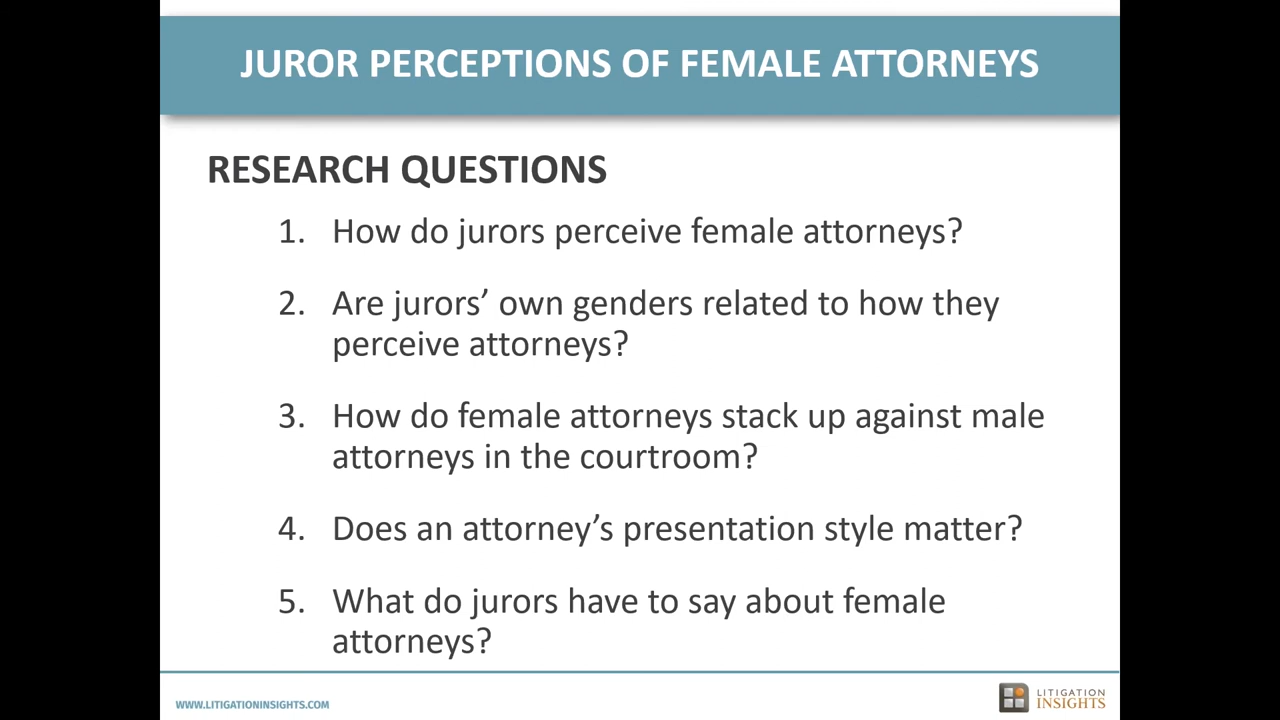 JUROR PERCEPTIONS OF FEMALE ATTORNEYS
RESEARCH QUESTIONS
1. How do jurors perceive female attorneys?
2. Are jurors’ own genders related to how they
perceive attorneys?
3. How do female attorneys stack up against male
attorneys in the courtroom?
4. Does an attorney’s presentation style matter?
5. What do jurors have to say about female
attorneys?
WWW.LITIGATIONINSIGHTS.COM
LITIGATION
INSIGHTS